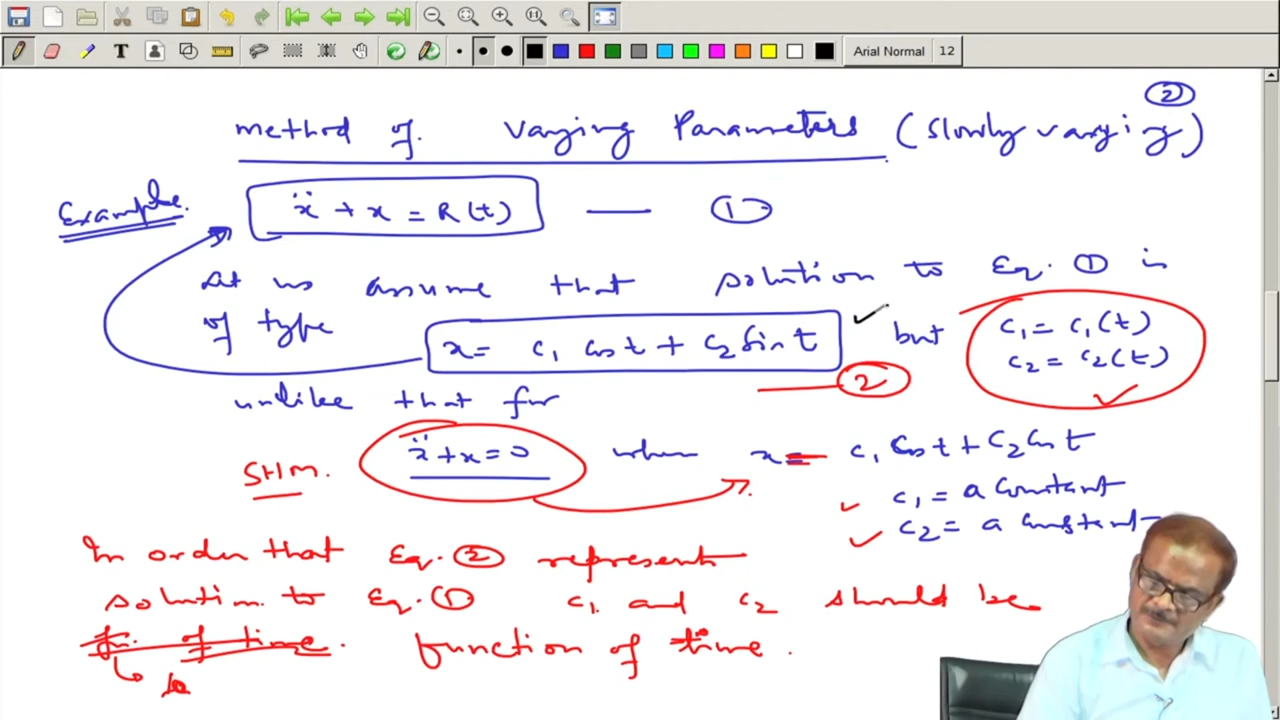 T
Arial Normal 12
②
method of. Varying Parameters (slowly varying)
Example. ẍ + x = R(t) — ①
Let us assume that solution to Eq. ① is
of type x = c₁ cos t + c₂ sin t but c₁ = c₁(t)
c₂ = c₂(t)
②
unlike that for
SHM. ẍ + x = 0 when x = c₁ cos t + c₂ cos t
c₁ = a constant
c₂ = a constant
In order that Eq. ② represent
solution to Eq. ① c₁ and c₂ should be
fn. of time. function of time.